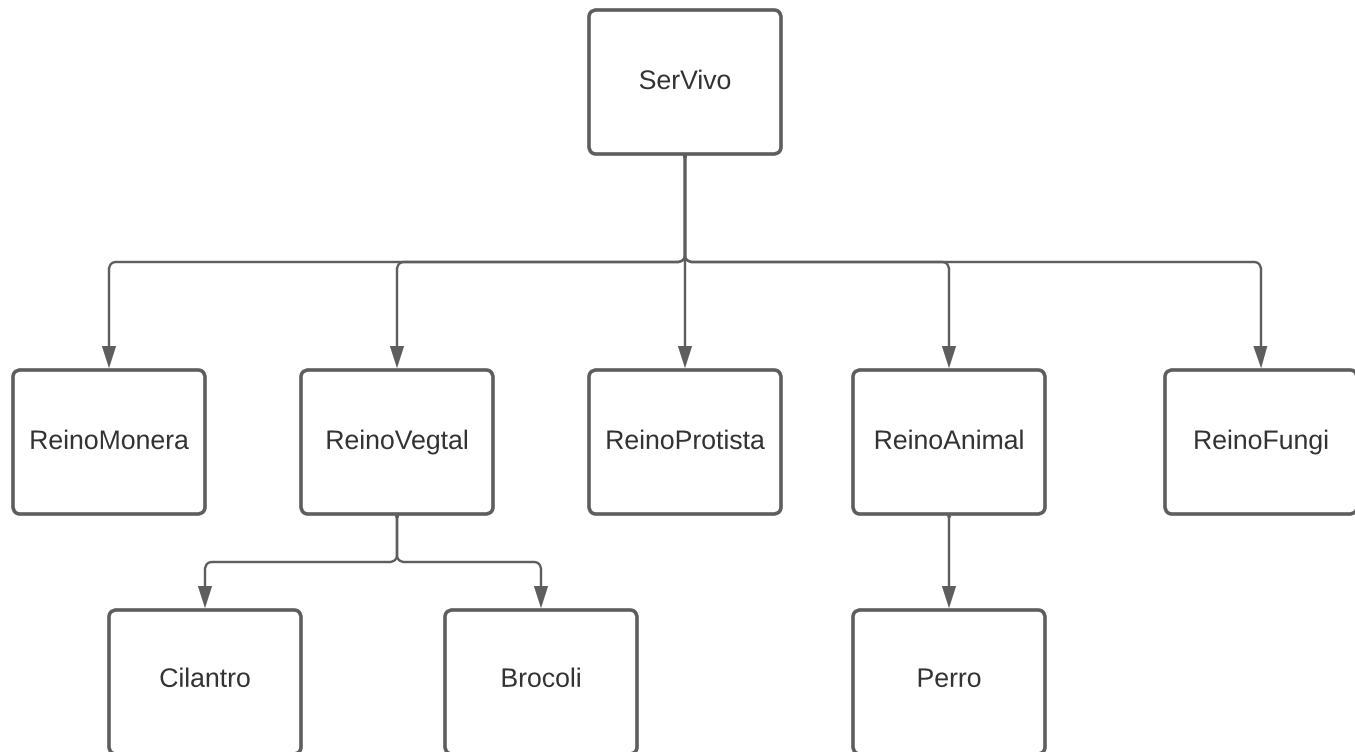 SerVivo
ReinoMonera
ReinoVegtal
ReinoProtista
ReinoAnimal
ReinoFungi
Cilantro
Brocoli
Perro